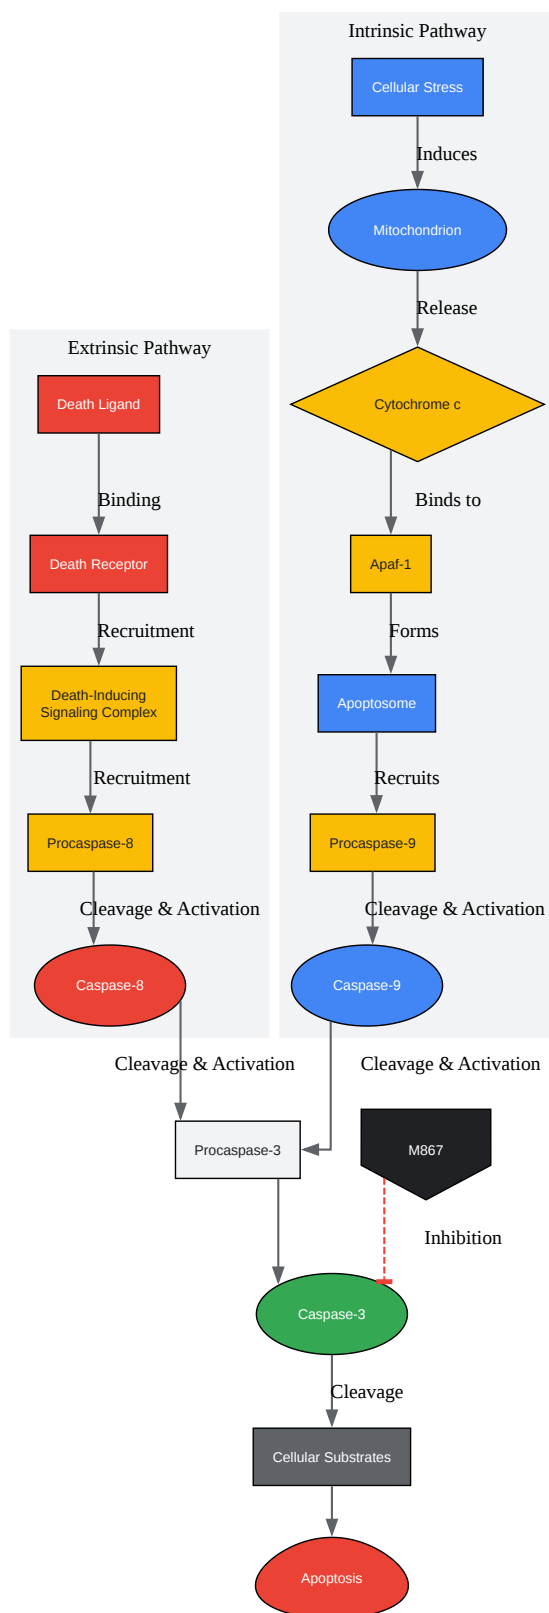 Intrinsic Pathway
Cellular Stress
Induces
Mitochondrion
Release
Cytochrome c
Binds to
Apaf-1
Forms
Apoptosome
Recruits
Procaspase-9
Cleavage & Activation
Caspase-9
Cleavage & Activation
Extrinsic Pathway
Death Ligand
Binding
Death Receptor
Recruitment
Death-Inducing
Signaling Complex
Recruitment
Procaspase-8
Cleavage & Activation
Caspase-8
Cleavage & Activation
Procaspase-3
M867
Inhibition
Caspase-3
Cleavage
Cellular Substrates
Apoptosis